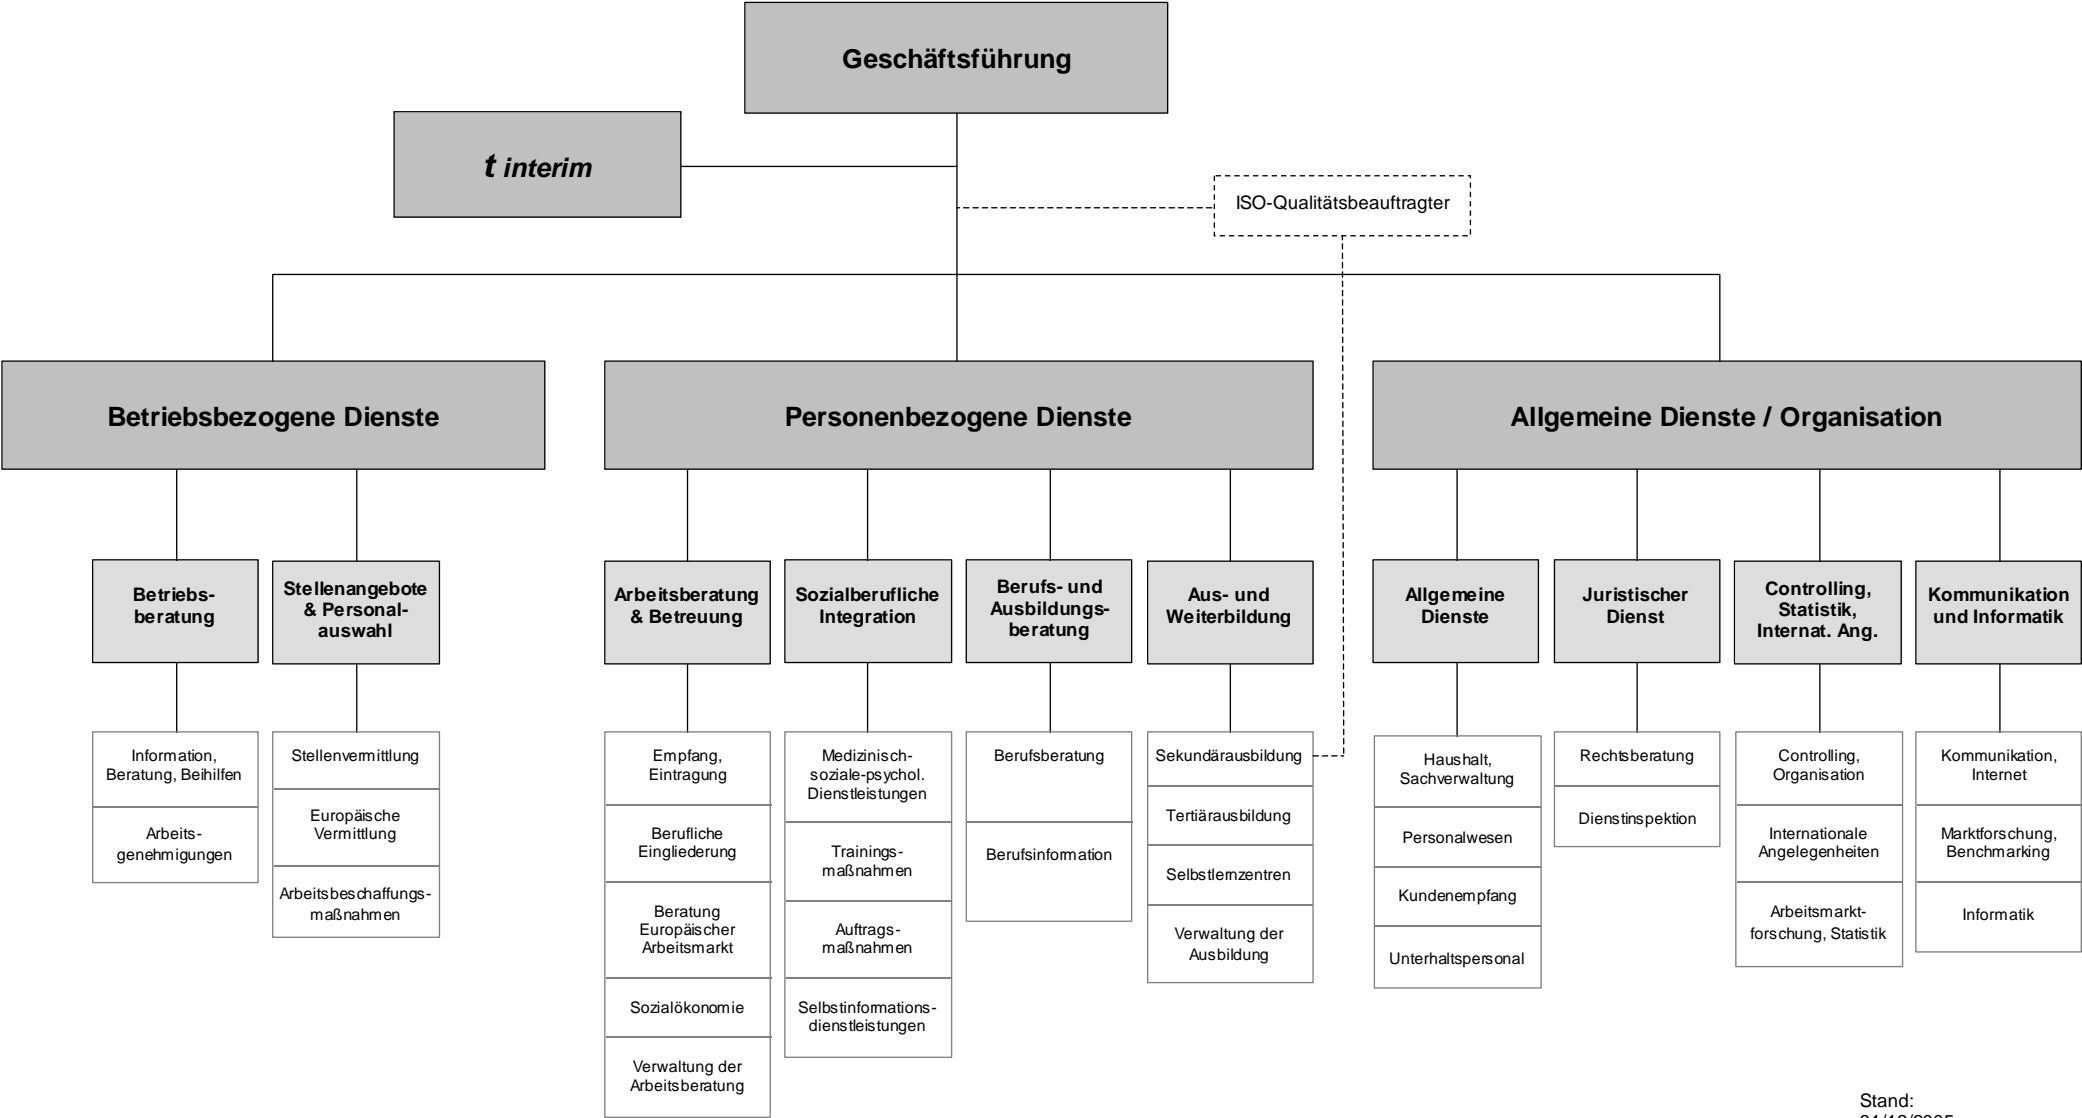 Geschäftsführung
t interim
ISO-Qualitätsbeauftragter
Betriebsbezogene Dienste
Personenbezogene Dienste
Allgemeine Dienste / Organisation
Betriebs-
beratung
Stellenangebote
& Personal-
auswahl
Arbeitsberatung
& Betreuung
Sozialberufliche
Integration
Berufs- und
Ausbildungs-
beratung
Aus- und
Weiterbildung
Allgemeine
Dienste
Juristischer
Dienst
Controlling,
Statistik,
Internat. Ang.
Kommunikation
und Informatik
Information,
Beratung, Beihilfen
Arbeits-
genehmigungen
Stellenvermittlung
Europäische
Vermittlung
Arbeitsbeschaffungs-
maßnahmen
Empfang,
Eintragung
Berufliche
Eingliederung
Beratung
Europäischer
Arbeitsmarkt
Sozialökonomie
Verwaltung der
Arbeitsberatung
Medizinisch-
soziale-psychol.
Dienstleistungen
Trainings-
maßnahmen
Auftrags-
maßnahmen
Selbstinformations-
dienstleistungen
Berufsberatung
Berufsinformation
Sekundärausbildung
Tertiärausbildung
Selbstlernzentren
Verwaltung der
Ausbildung
Haushalt,
Sachverwaltung
Personalwesen
Kundenempfang
Unterhaltspersonal
Rechtsberatung
Dienstinspektion
Controlling,
Organisation
Internationale
Angelegenheiten
Arbeitsmarkt-
forschung, Statistik
Kommunikation,
Internet
Marktforschung,
Benchmarking
Informatik
Stand: